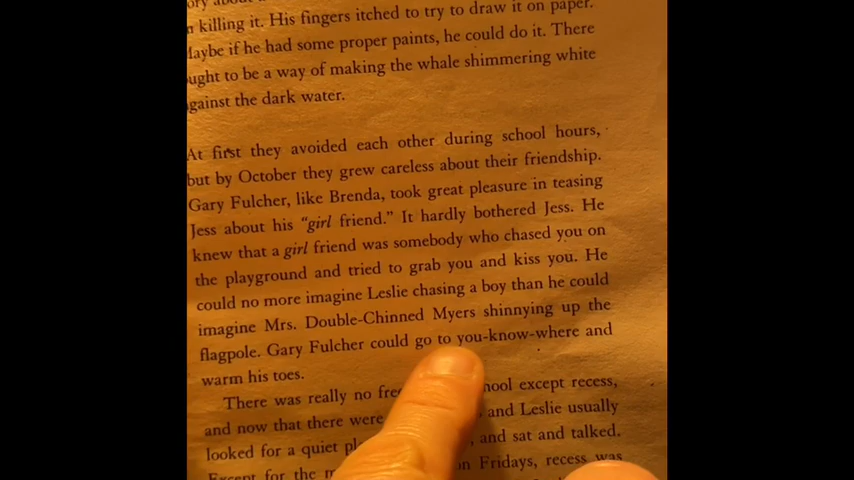 killing it. His fingers itched to try to draw it on paper.
Maybe if he had some proper paints, he could do it. There
ought to be a way of making the whale shimmering white
against the dark water.
At first they avoided each other during school hours,
but by October they grew careless about their friendship.
Gary Fulcher, like Brenda, took great pleasure in teasing
Jess about his “girl friend.” It hardly bothered Jess. He
knew that a girl friend was somebody who chased you on
the playground and tried to grab you and kiss you. He
could no more imagine Leslie chasing a boy than he could
imagine Mrs. Double-Chinned Myers shinnying up the
flagpole. Gary Fulcher could go to you-know-where and
warm his toes.
There was really no school except recess,
and now that there were and Leslie usually
looked for a quiet and sat and talked.
Except for the on Fridays, recess was